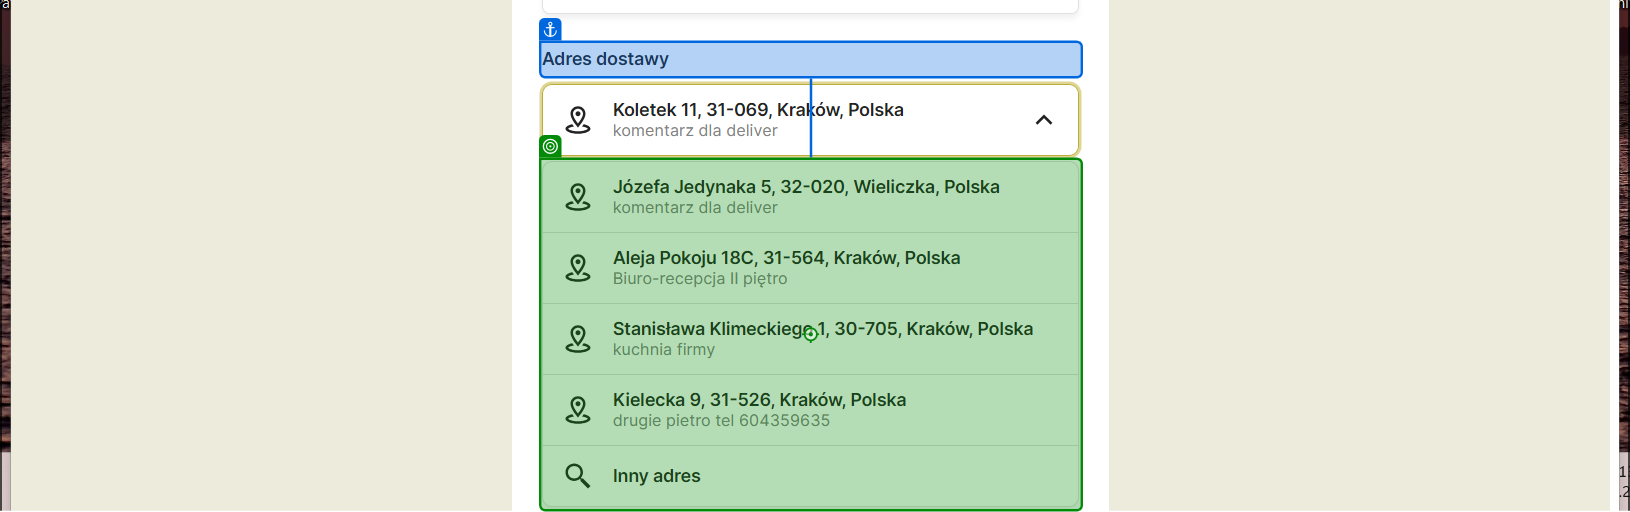 Adres dostawy
Koletek 11, 31-069, Kraków, Polska
komentarz dla deliver
Józefa Jedynaka 5, 32-020, Wieliczka, Polska
komentarz dla deliver
Aleja Pokoju 18C, 31-564, Kraków, Polska
Biuro-recepcja II piętro
Stanisława Klimeckiego 1, 30-705, Kraków, Polska
kuchnia firmy
Kielecka 9, 31-526, Kraków, Polska
drugie pietro tel 604359635
Inny adres